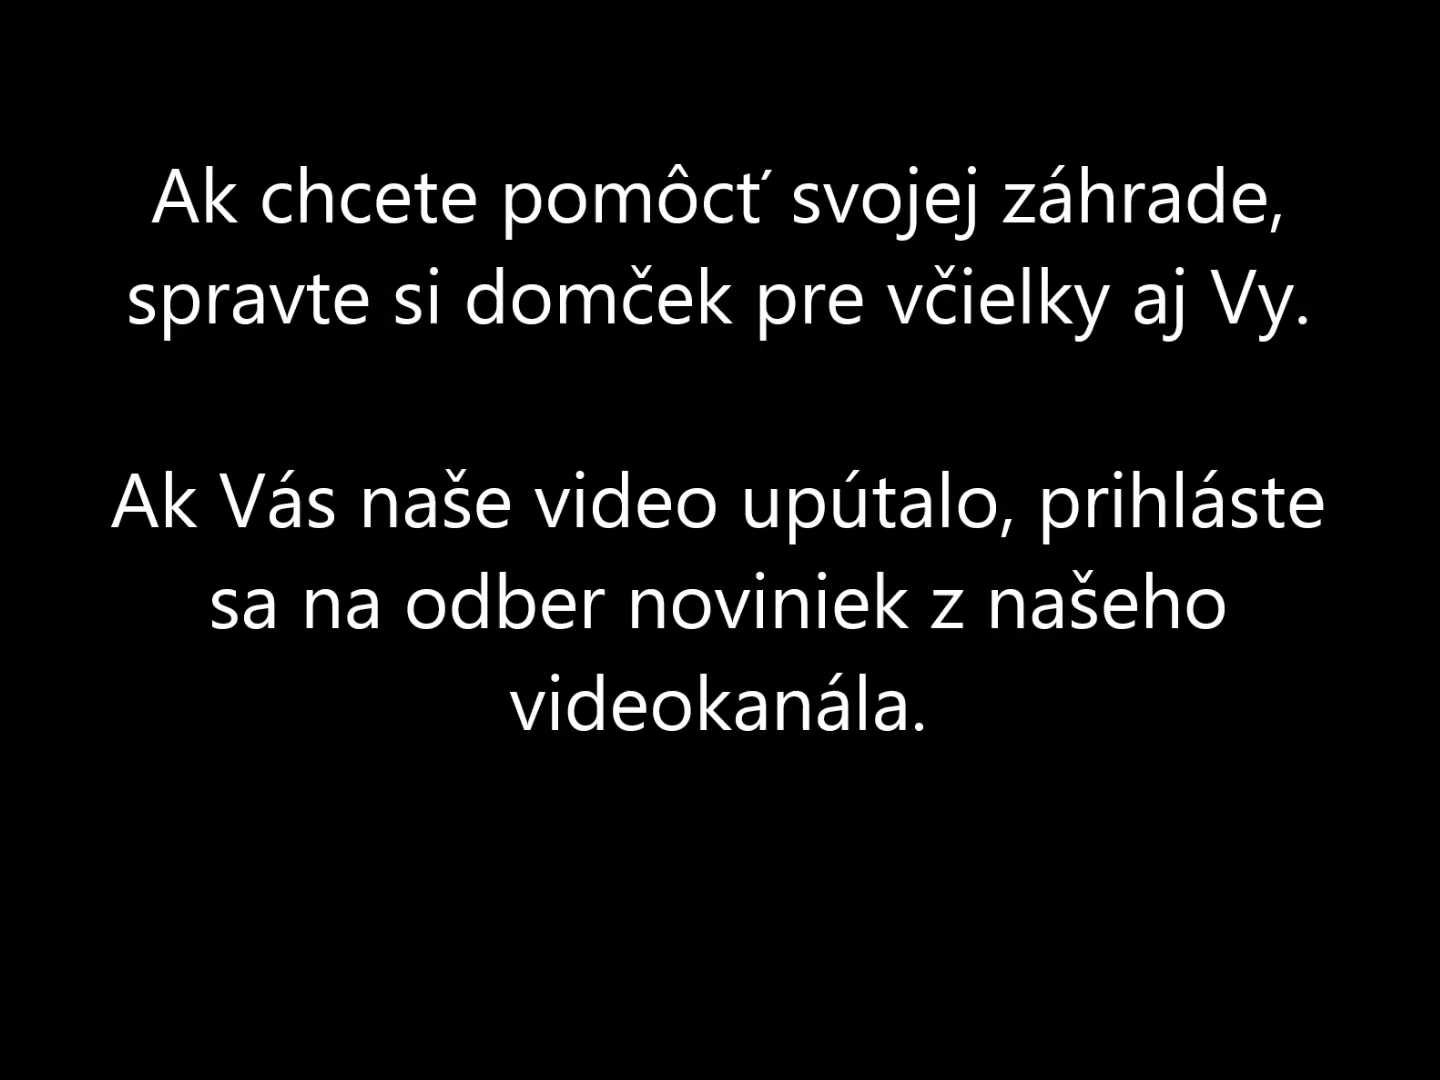 Ak chcete pomôcť svojej záhrade,
spravte si domček pre včielky aj Vy.
Ak Vás naše video upútalo, prihláste
sa na odber noviniek z našeho
videokanála.